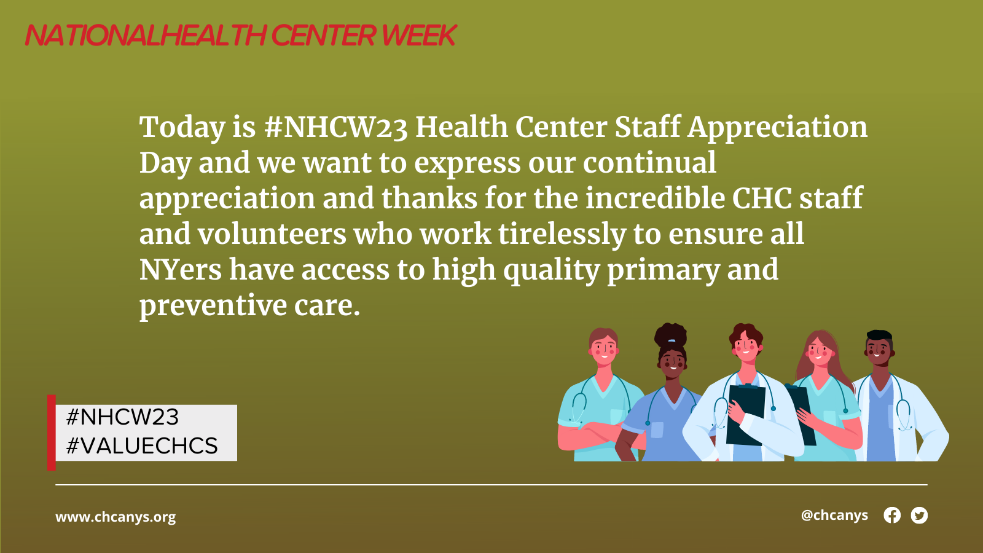 NATIONALHEALTH CENTER WEEK
Today is #NHCW23 Health Center Staff Appreciation
Day and we want to express our continual
appreciation and thanks for the incredible CHC staff
and volunteers who work tirelessly to ensure all
NYers have access to high quality primary and
preventive care.
#NHCW23
#VALUECHCS
www.chcanys.org
@chcanys